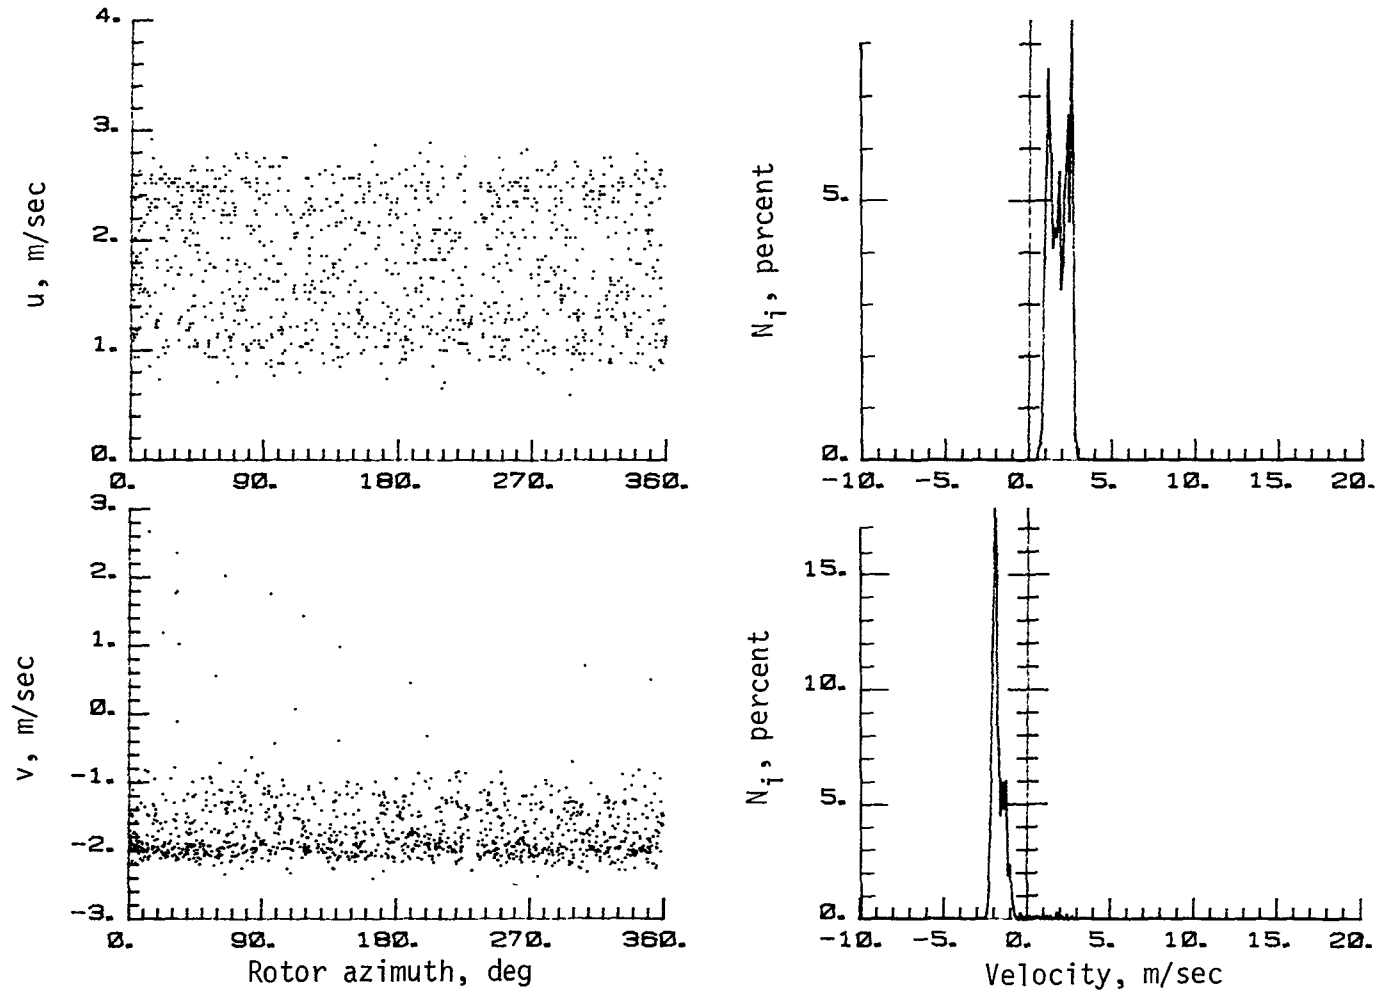 4.
3.
2.
1.
0.
u, m/sec
0. 90. 180. 270. 360.
5.
0.
N_i, percent
-10. -5. 0. 5. 10. 15. 20.
3.
2.
1.
0.
-1.
-2.
-3.
v, m/sec
0. 90. 180. 270. 360.
Rotor azimuth, deg
15.
10.
5.
0.
N_i, percent
-10. -5. 0. 5. 10. 15. 20.
Velocity, m/sec